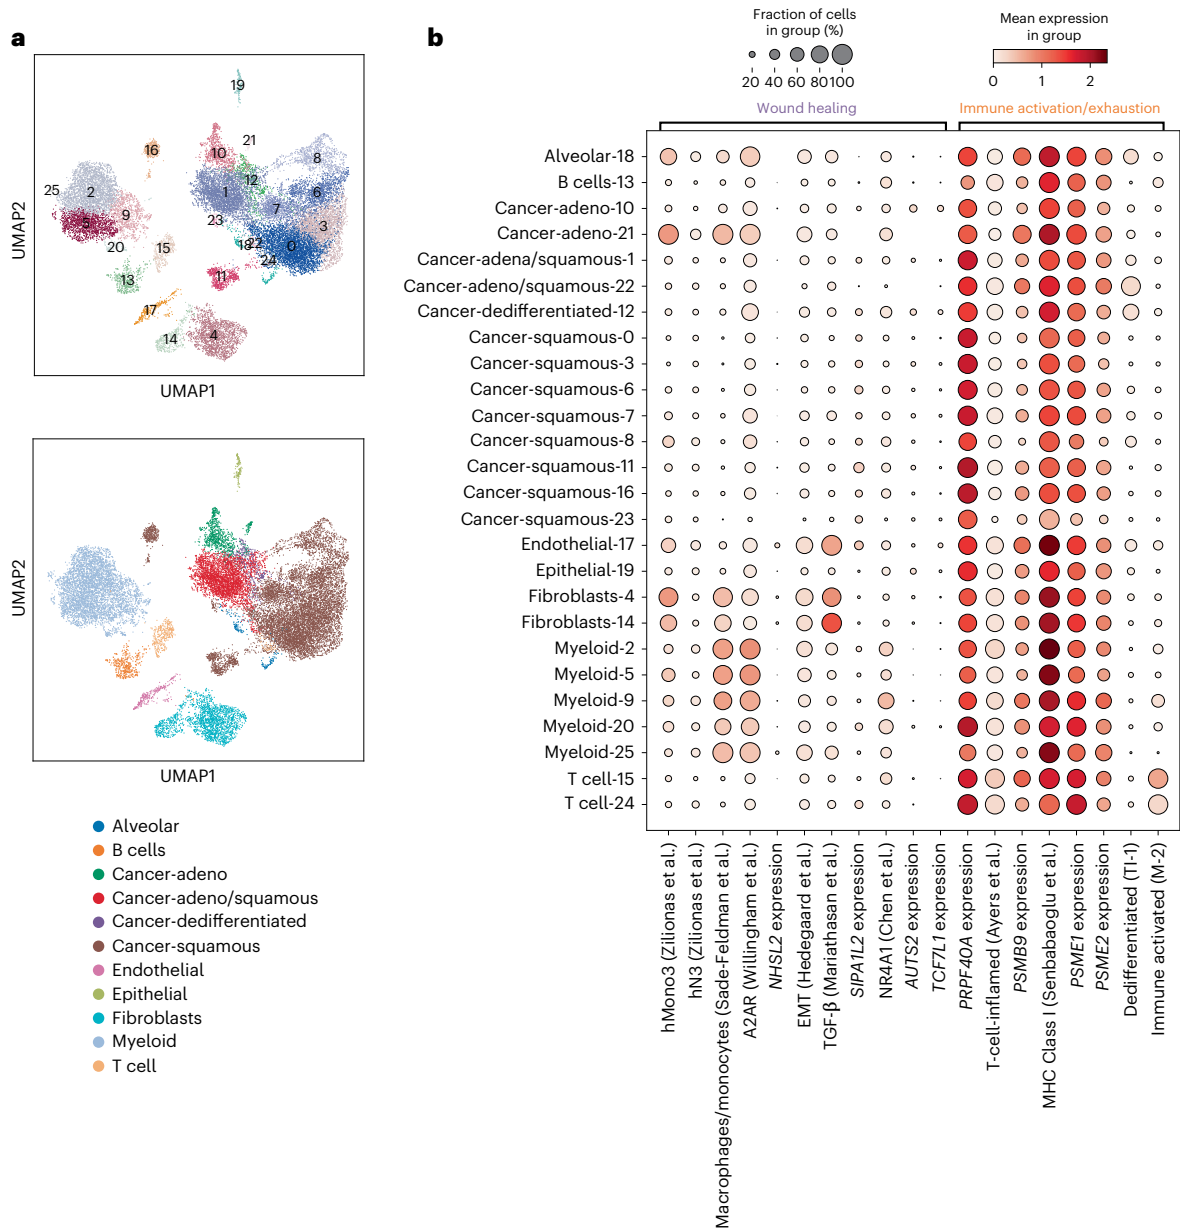 a
19
16
21
10
8
12
25
2
1
6
5
9
7
23
3
20
15
18
22
0
24
13
11
17
14
4
UMAP2
UMAP1
UMAP2
UMAP1
Alveolar
B cells
Cancer-adeno
Cancer-adeno/squamous
Cancer-dedifferentiated
Cancer-squamous
Endothelial
Epithelial
Fibroblasts
Myeloid
T cell
b
Fraction of cells
in group (%)
20 40 60 80 100
Mean expression
in group
0 1 2
Wound healing
Immune activation/exhaustion
Alveolar-18
B cells-13
Cancer-adeno-10
Cancer-adeno-21
Cancer-adena/squamous-1
Cancer-adeno/squamous-22
Cancer-dedifferentiated-12
Cancer-squamous-0
Cancer-squamous-3
Cancer-squamous-6
Cancer-squamous-7
Cancer-squamous-8
Cancer-squamous-11
Cancer-squamous-16
Cancer-squamous-23
Endothelial-17
Epithelial-19
Fibroblasts-4
Fibroblasts-14
Myeloid-2
Myeloid-5
Myeloid-9
Myeloid-20
Myeloid-25
T cell-15
T cell-24
hMono3 (Zilionas et al.)
hN3 (Zilionas et al.)
Macrophages/monocytes (Sade-Feldman et al.)
A2AR (Willingham et al.)
NHSL2 expression
EMT (Hedegaard et al.)
TGF-β (Mariathasan et al.)
SIPA1L2 expression
NR4A1 (Chen et al.)
AUTS2 expression
TCF7L1 expression
PRPF40A expression
T-cell-inflamed (Ayers et al.)
PSMB9 expression
MHC Class I (Senbabaoglu et al.)
PSME1 expression
PSME2 expression
Dedifferentiated (TI-1)
Immune activated (M-2)